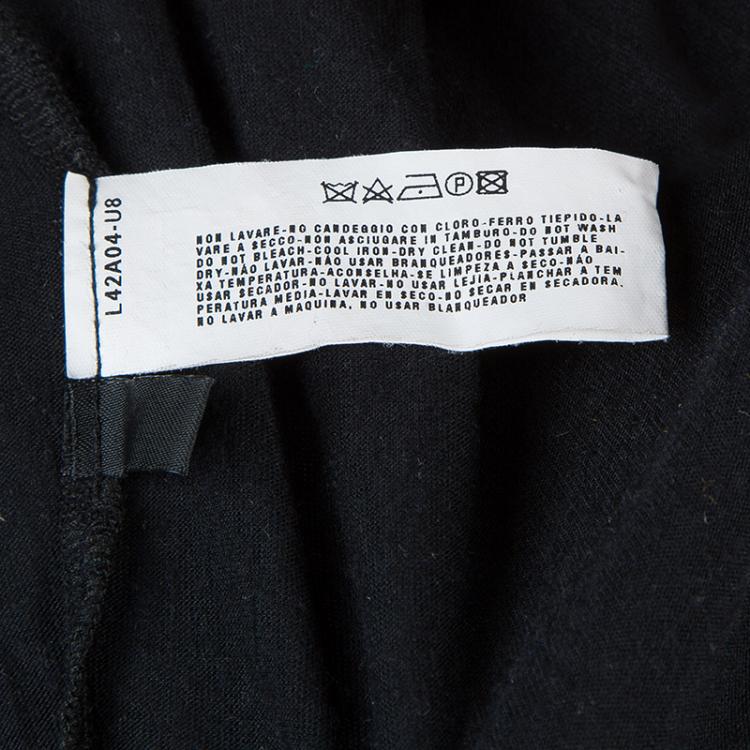 P
NON LAVARE-NO CANDEGGIO CON CLORO-FERRO TIEPIDO-LA
VARE A SECCO-NON ASCIUGARE IN TAMBURO-DO NOT WASH
DO NOT BLEACH-COOL IRON-DRY CLEAN-DO NOT TUMBLE
DRY-NÃO LAVAR-NÃO USAR BRANQUEADORES-PASSAR A BAI-
XA TEMPERATURA-ACONSELHA-SE LIMPEZA A SECO-NÃO
USAR SECADOR-NO LAVAR-NO USAR LEJIA-PLANCHAR A TEM
PERATURA MEDIA-LAVAR EN SECO-NO SECAR EN SECADORA.
NO LAVAR A MAQUINA. NO USAR BLANQUEADOR
L42A04-U8